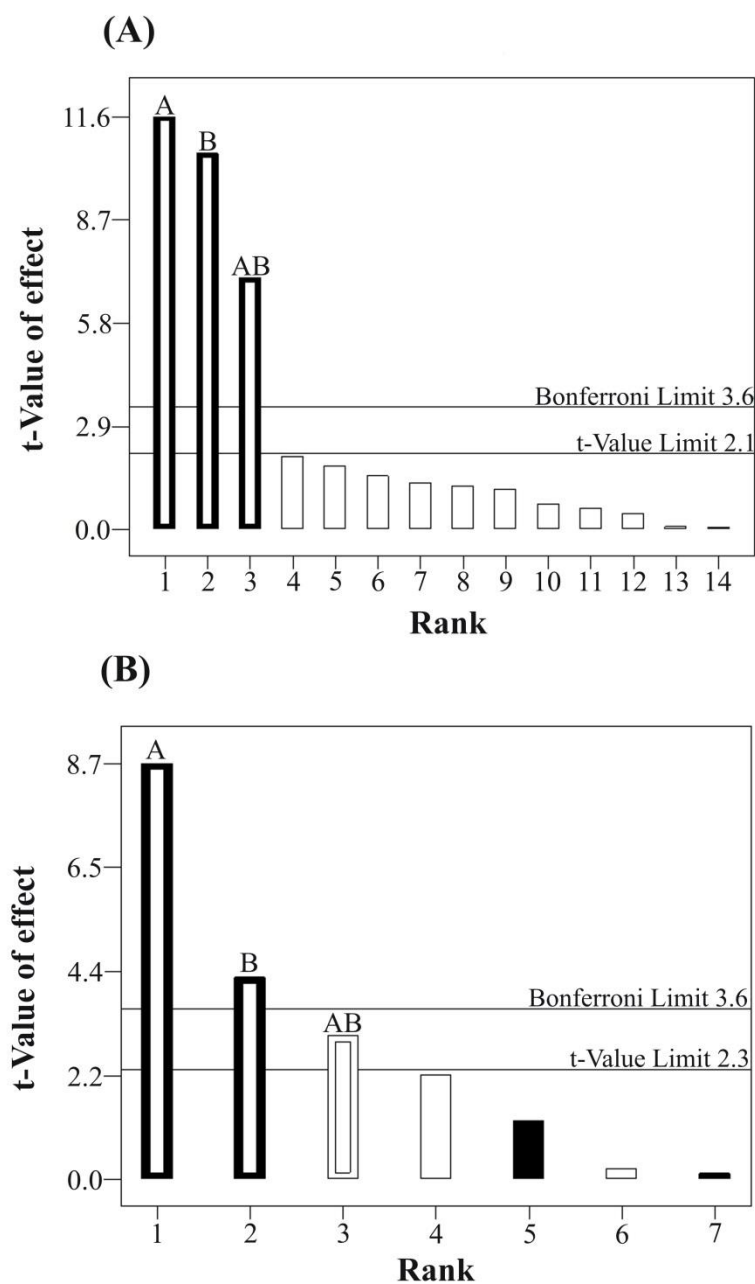 (A)
t-Value of effect
11.6
8.7
5.8
2.9
0.0
A
B
AB
Bonferroni Limit 3.6
t-Value Limit 2.1
1 2 3 4 5 6 7 8 9 10 11 12 13 14
Rank
(B)
t-Value of effect
8.7
6.5
4.4
2.2
0.0
A
B
AB
Bonferroni Limit 3.6
t-Value Limit 2.3
1 2 3 4 5 6 7
Rank